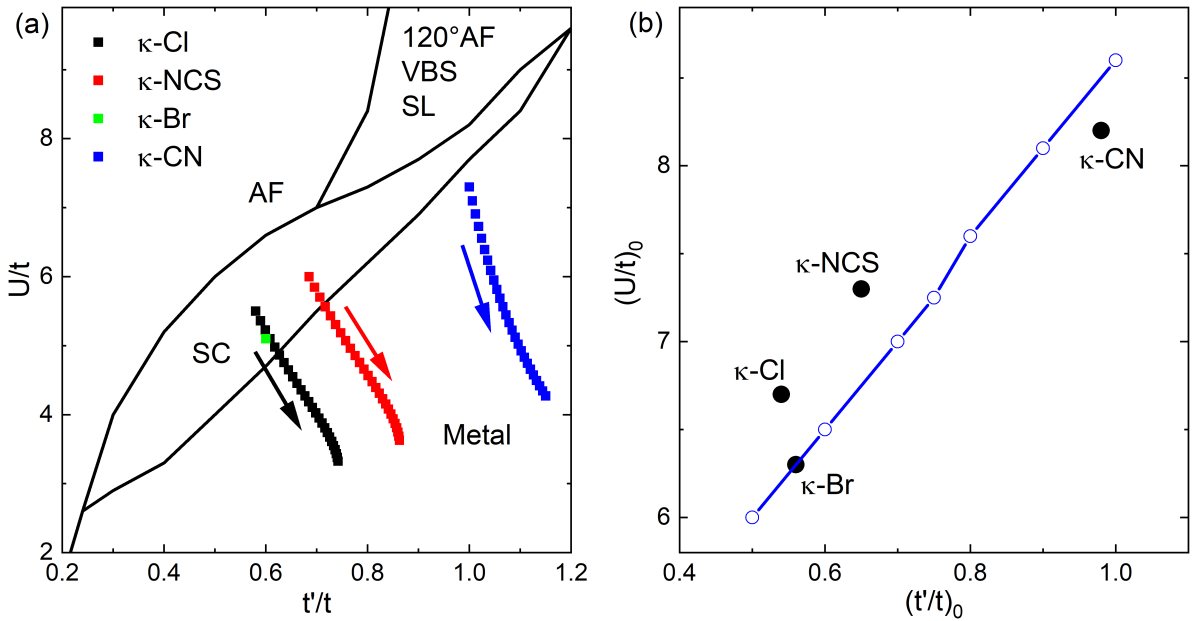 (a)
κ-Cl
κ-NCS
κ-Br
κ-CN
120°AF
VBS
SL
AF
SC
Metal
U/t
8
6
4
2
0.2
0.4
0.6
0.8
1.0
1.2
t'/t
(b)
κ-CN
κ-NCS
κ-Cl
κ-Br
(U/t)₀
8
7
6
0.4
0.6
0.8
1.0
(t'/t)₀